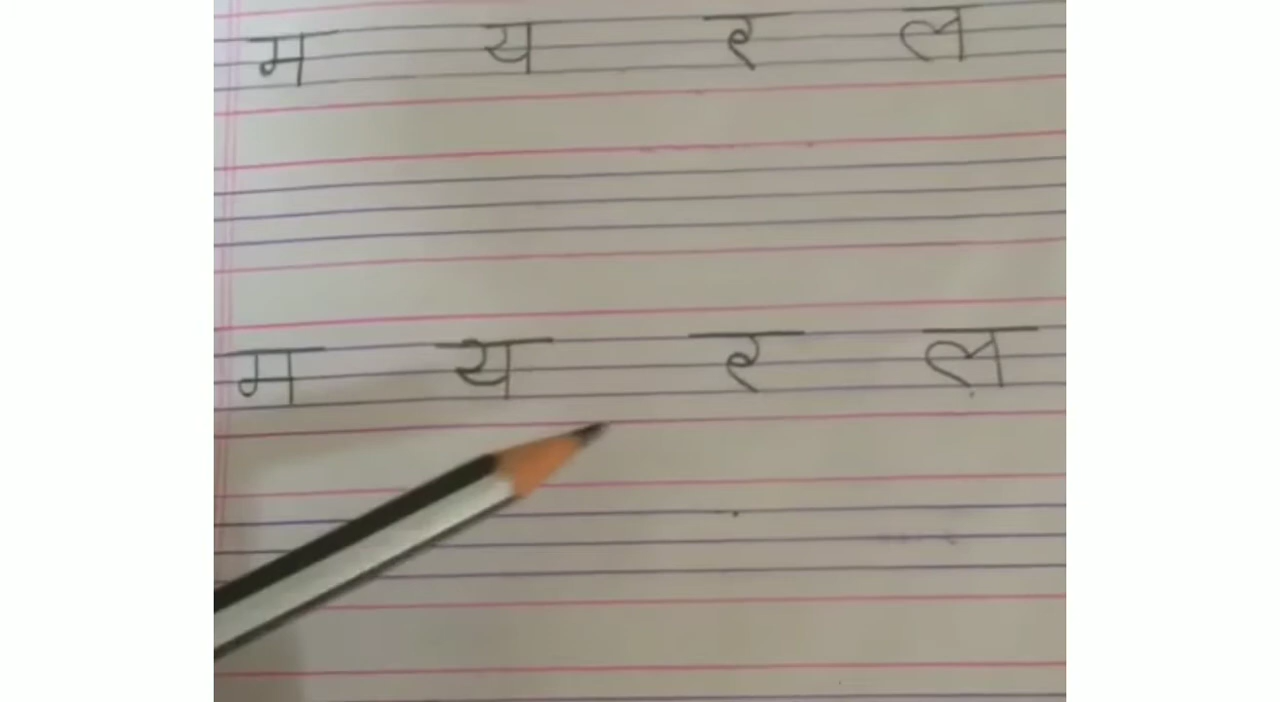 म य र ल
म य र ल